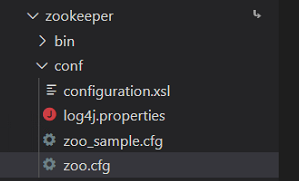 zookeeper
bin
conf
configuration.xsl
log4j.properties
zoo_sample.cfg
zoo.cfg